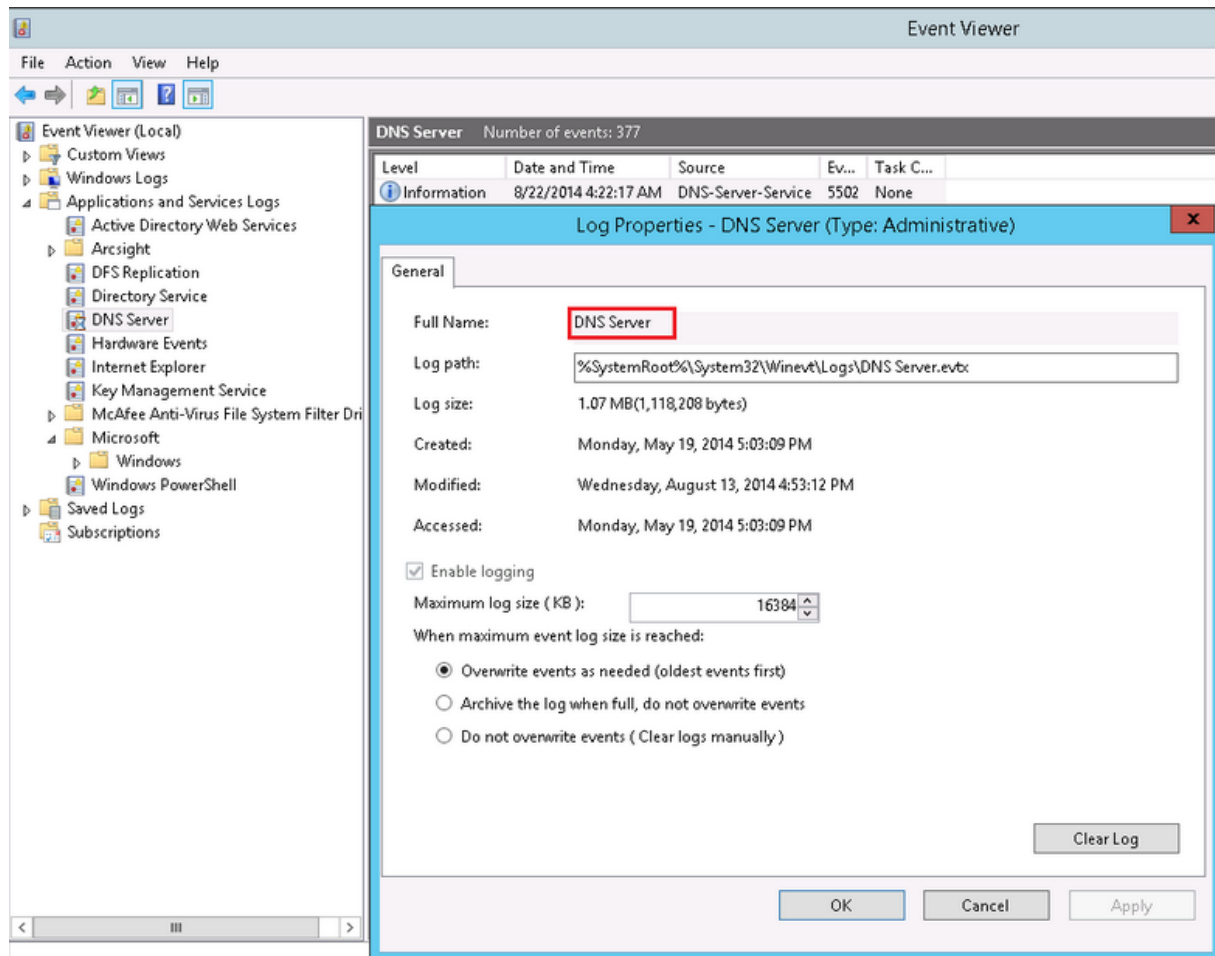 Event Viewer
File Action View Help
Event Viewer (Local)
Custom Views
Windows Logs
Applications and Services Logs
Active Directory Web Services
Arcsight
DFS Replication
Directory Service
DNS Server
Hardware Events
Internet Explorer
Key Management Service
McAfee Anti-Virus File System Filter Dri
Microsoft
Windows
Windows PowerShell
Saved Logs
Subscriptions
DNS Server Number of events: 377
Level Date and Time Source Ev... Task C...
Information 8/22/2014 4:22:17 AM DNS-Server-Service 5502 None
Log Properties - DNS Server (Type: Administrative)
x
General
Full Name: DNS Server
Log path: %SystemRoot%\System32\Winevt\Logs\DNS Server.evtx
Log size: 1.07 MB(1,118,208 bytes)
Created: Monday, May 19, 2014 5:03:09 PM
Modified: Wednesday, August 13, 2014 4:53:12 PM
Accessed: Monday, May 19, 2014 5:03:09 PM
Enable logging
Maximum log size ( KB ): 16384
When maximum event log size is reached:
Overwrite events as needed (oldest events first)
Archive the log when full, do not overwrite events
Do not overwrite events ( Clear logs manually )
Clear Log
OK Cancel Apply